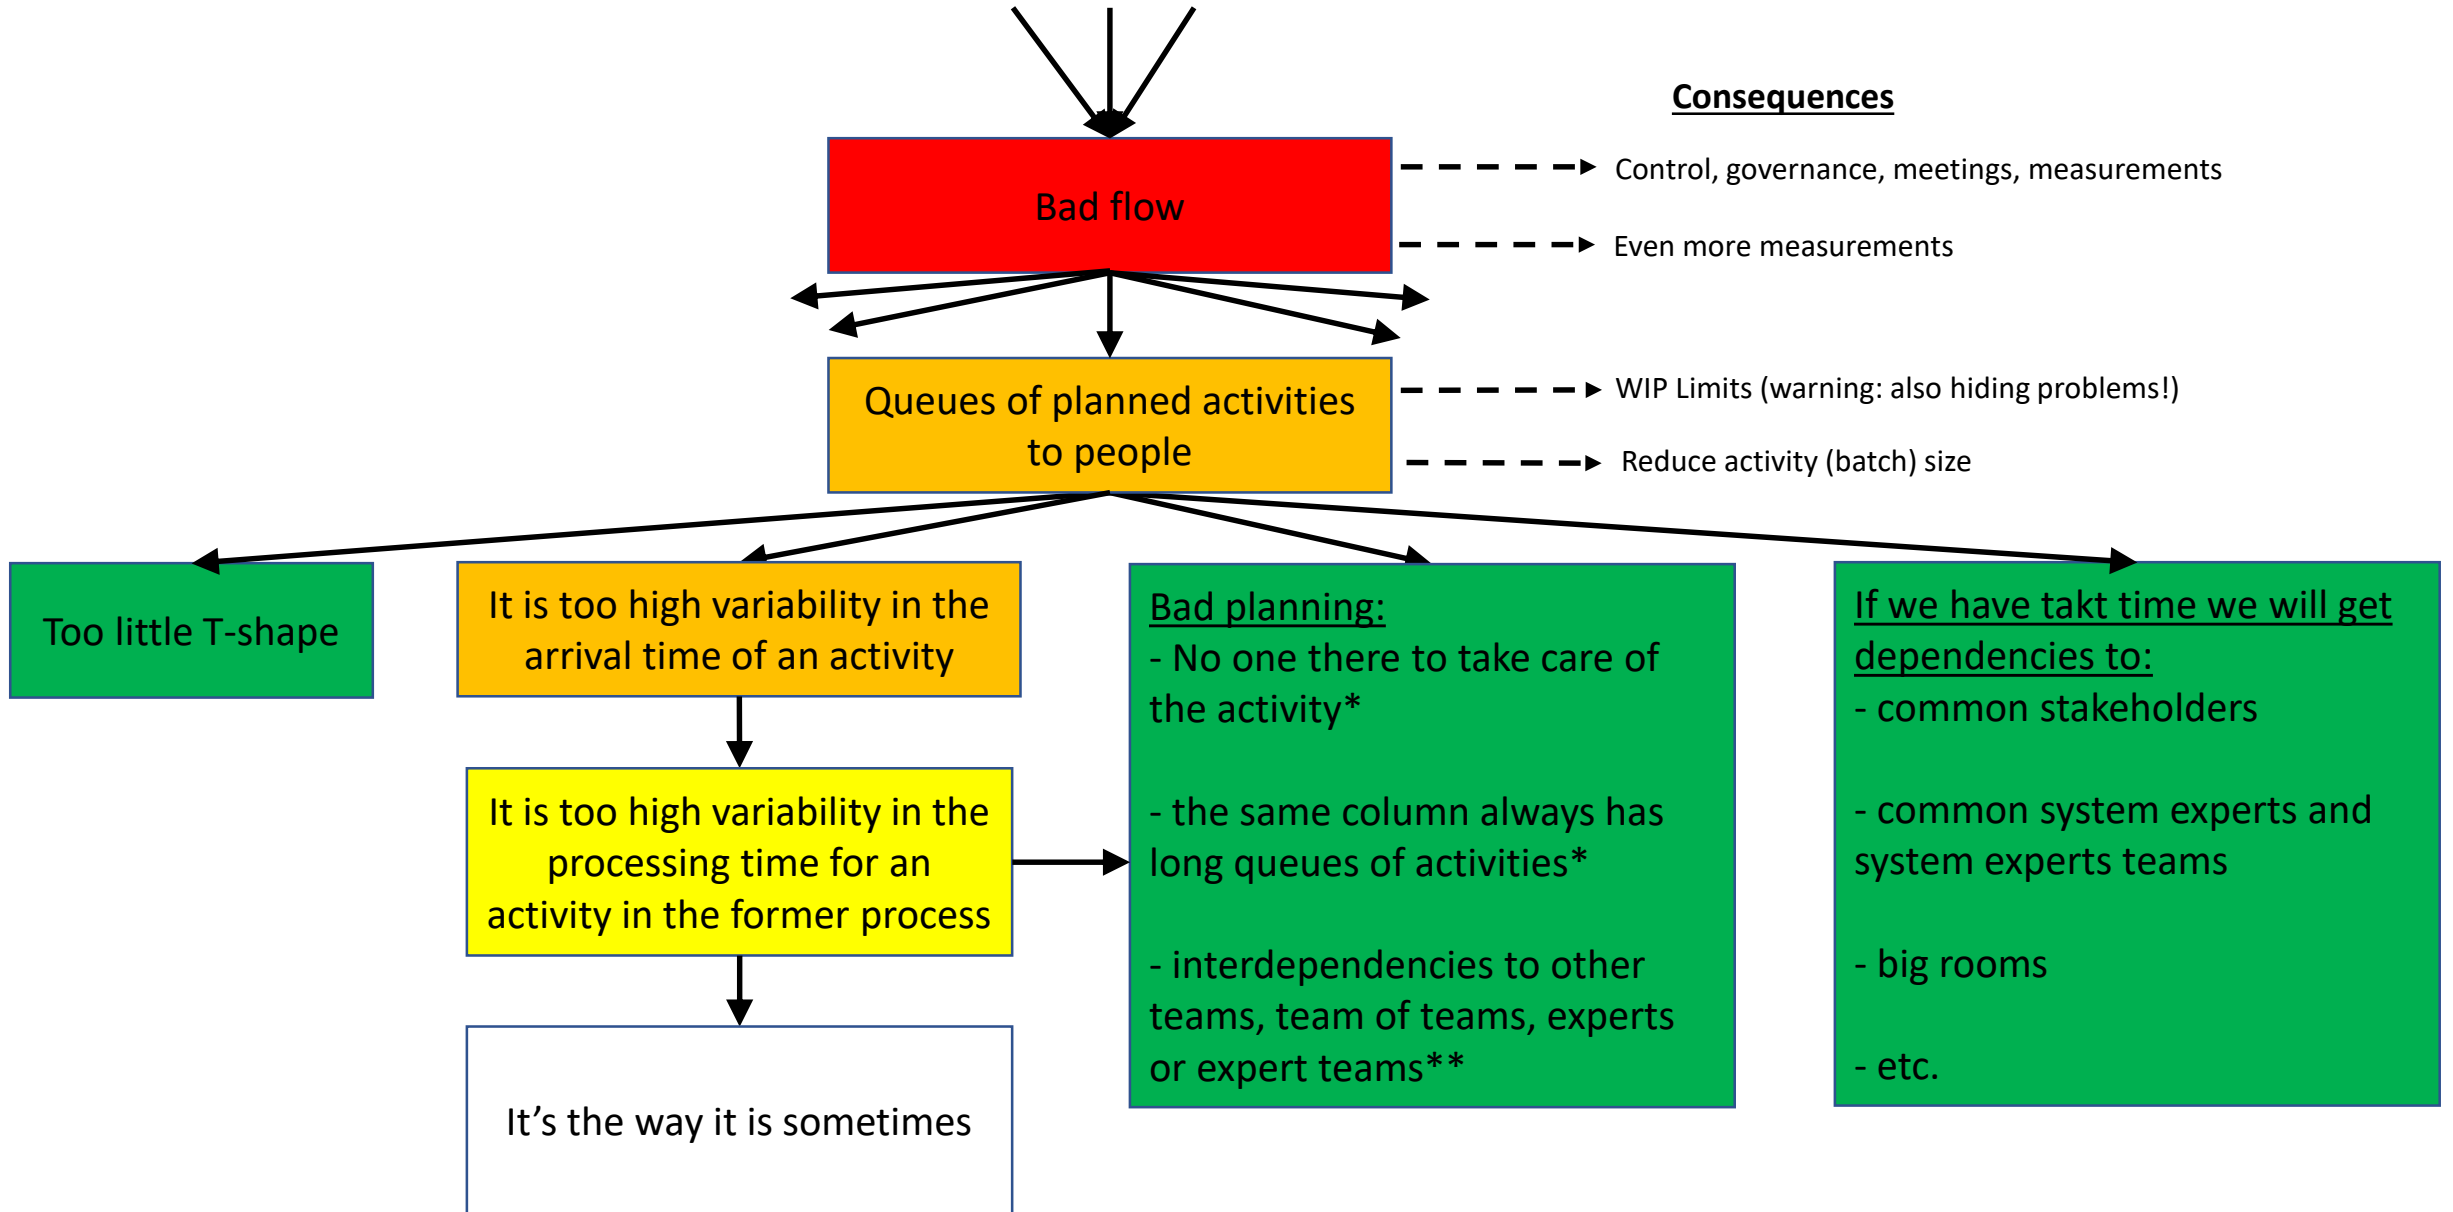 Consequences
Control, governance, meetings, measurements
Bad flow
Even more measurements
Queues of planned activities
to people
WIP Limits (warning: also hiding problems!)
Reduce activity (batch) size
Too little T-shape
It is too high variability in the
arrival time of an activity
It is too high variability in the
processing time for an
activity in the former process
It’s the way it is sometimes
Bad planning:
- No one there to take care of
the activity*
- the same column always has
long queues of activities*
- interdependencies to other
teams, team of teams, experts
or expert teams**
If we have takt time we will get
dependencies to:
- common stakeholders
- common system experts and
system experts teams
- big rooms
- etc.